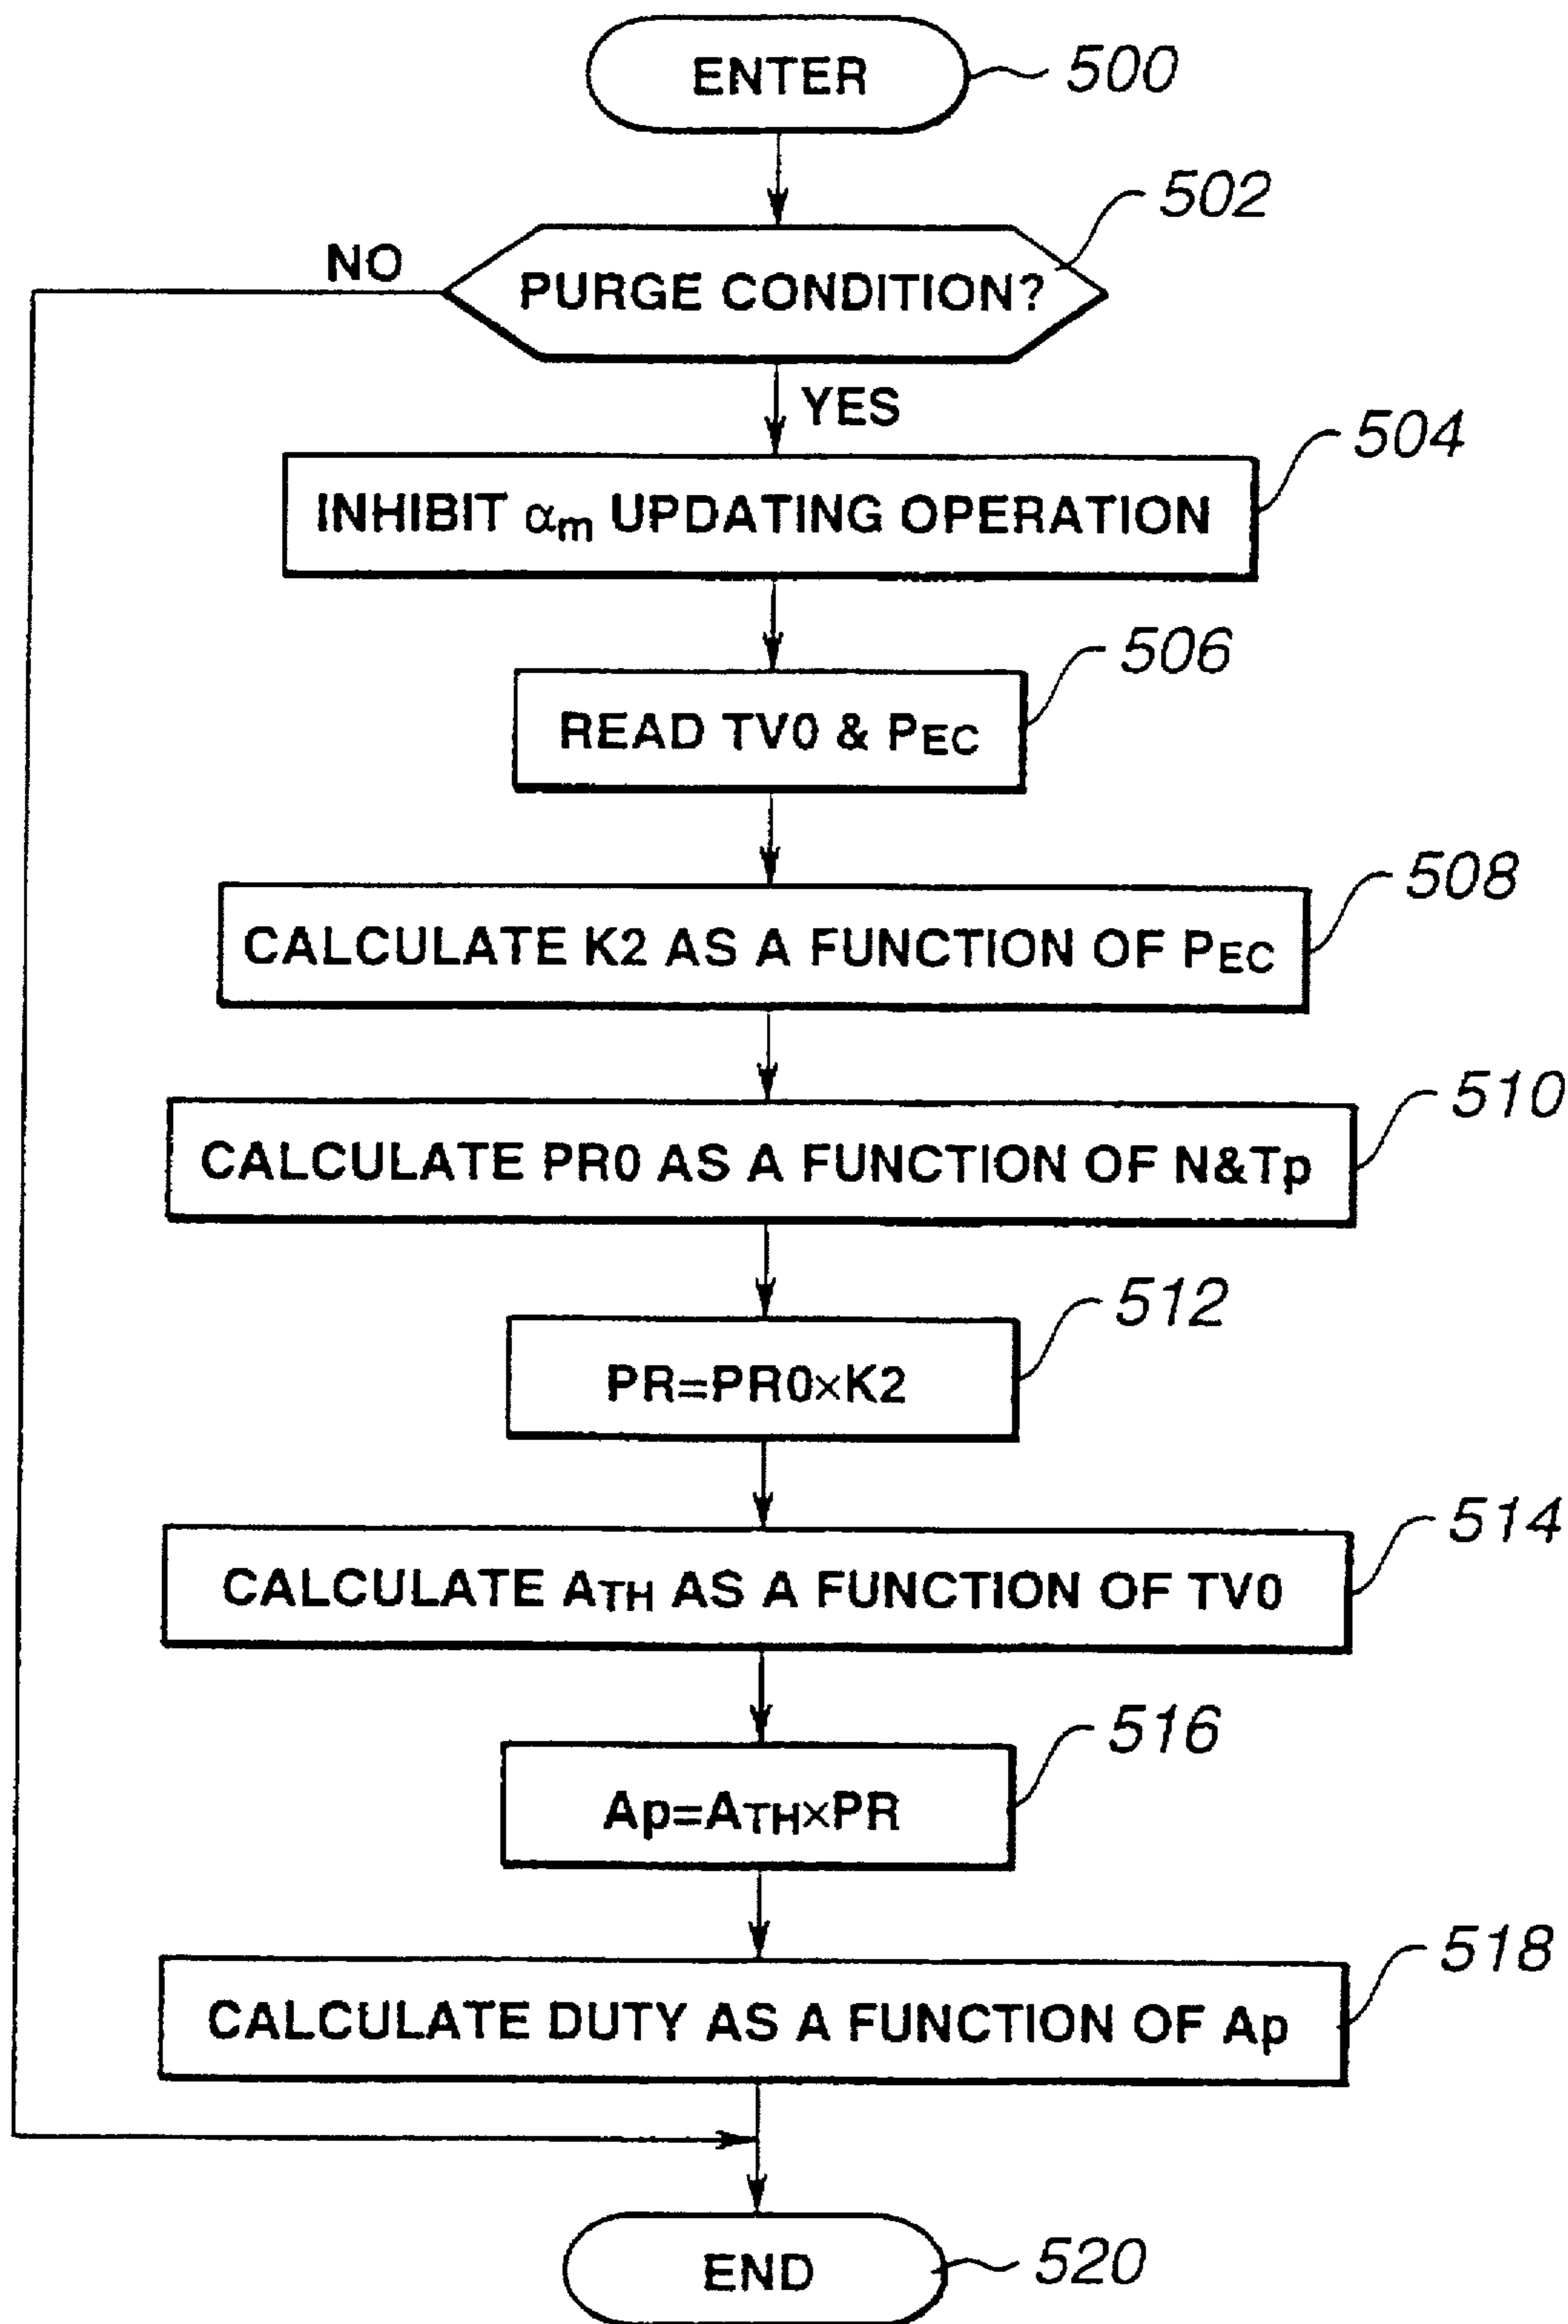 ENTER
500
502
NO
PURGE CONDITION?
YES
504
INHIBIT αm UPDATING OPERATION
506
READ TV0 & PEC
508
CALCULATE K2 AS A FUNCTION OF PEC
510
CALCULATE PR0 AS A FUNCTION OF N&Tp
512
PR=PR0×K2
514
CALCULATE ATH AS A FUNCTION OF TV0
516
Ap=ATH×PR
518
CALCULATE DUTY AS A FUNCTION OF Ap
END
520